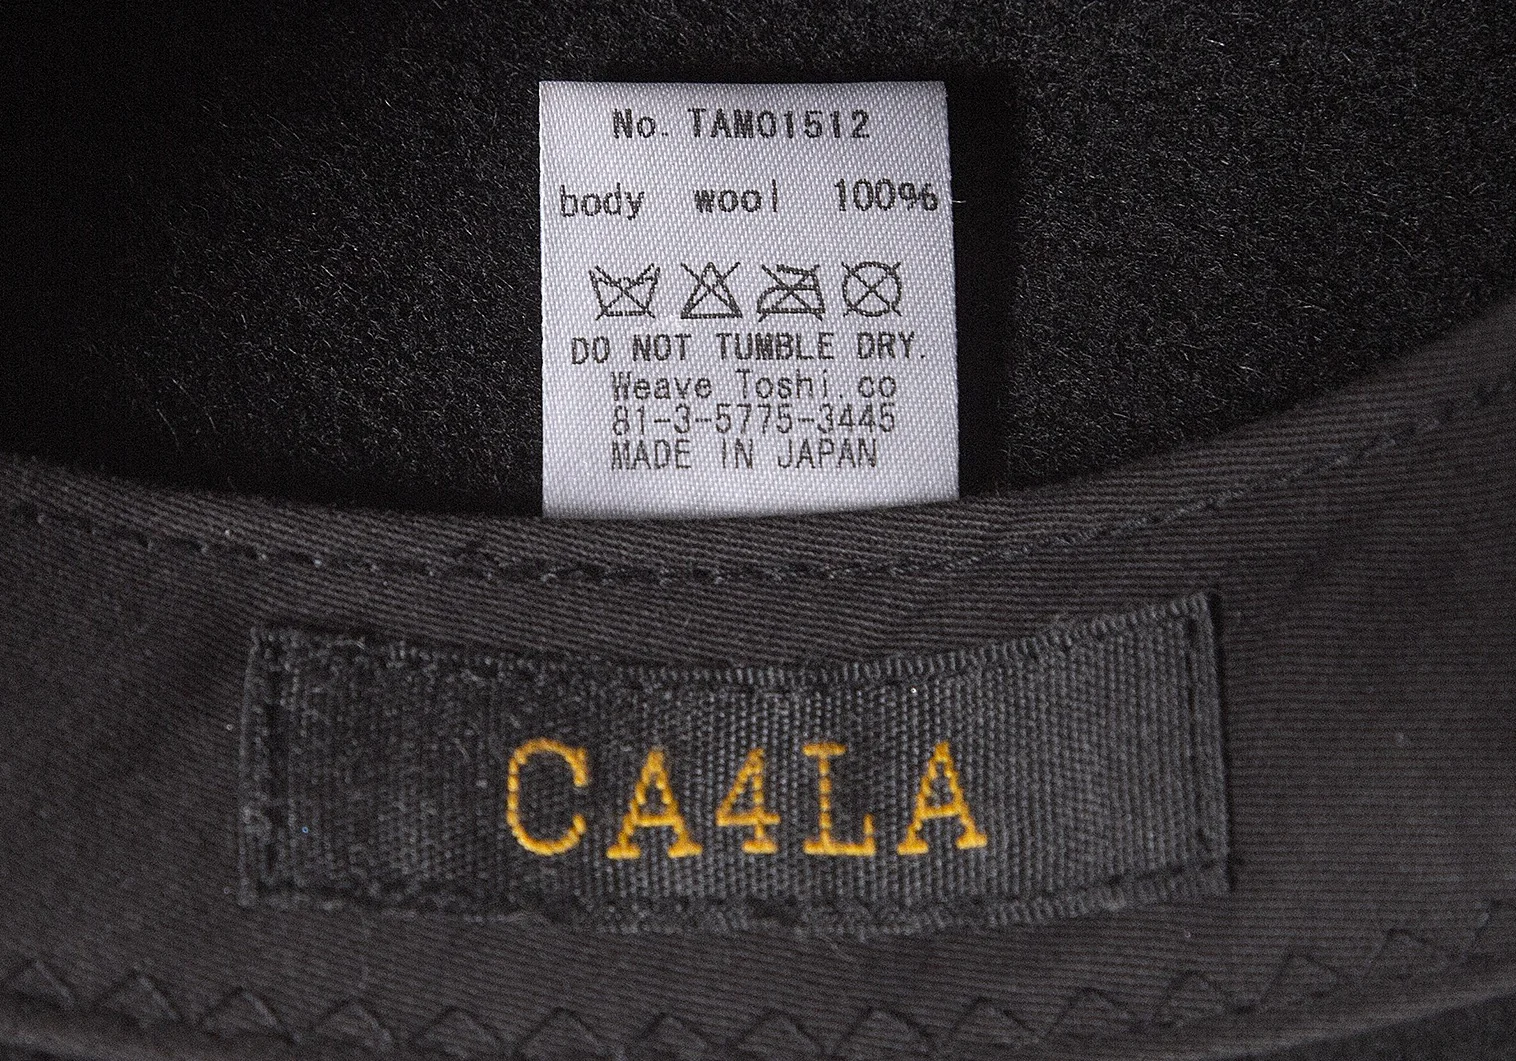 No. TAM01512
body wool 100%
DO NOT TUMBLE DRY.
Weave Toshi.co
81-3-5775-3445
MADE IN JAPAN
CA4LA